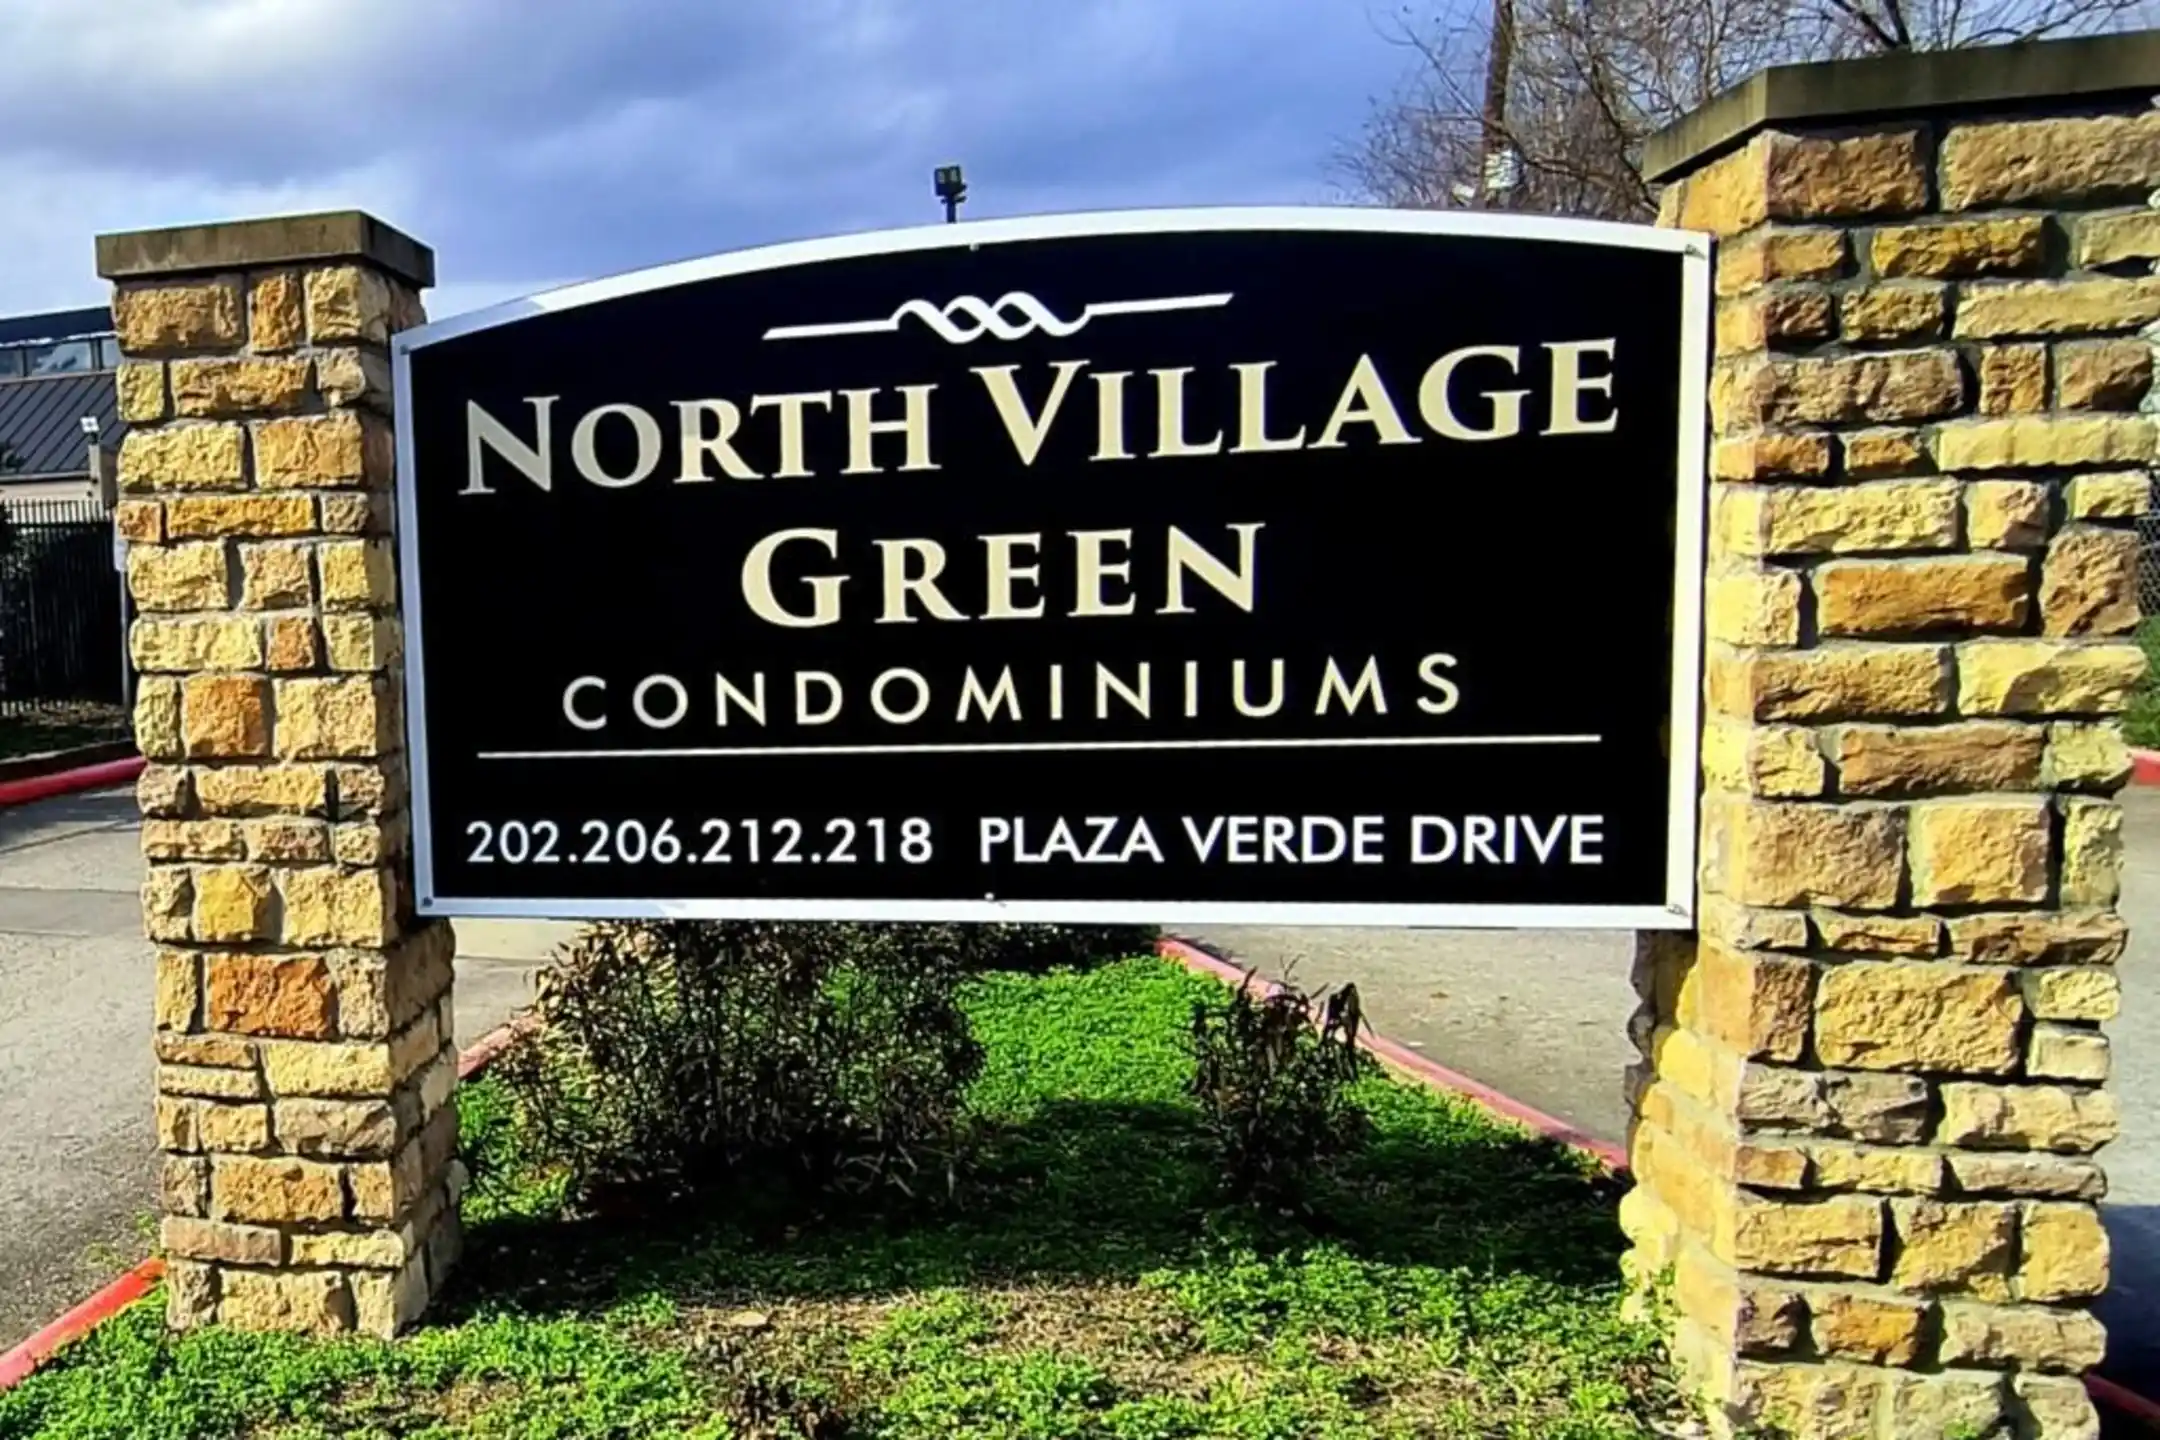 NORTH VILLAGE
GREEN
CONDOMINIUMS
202.206.212.218 PLAZA VERDE DRIVE